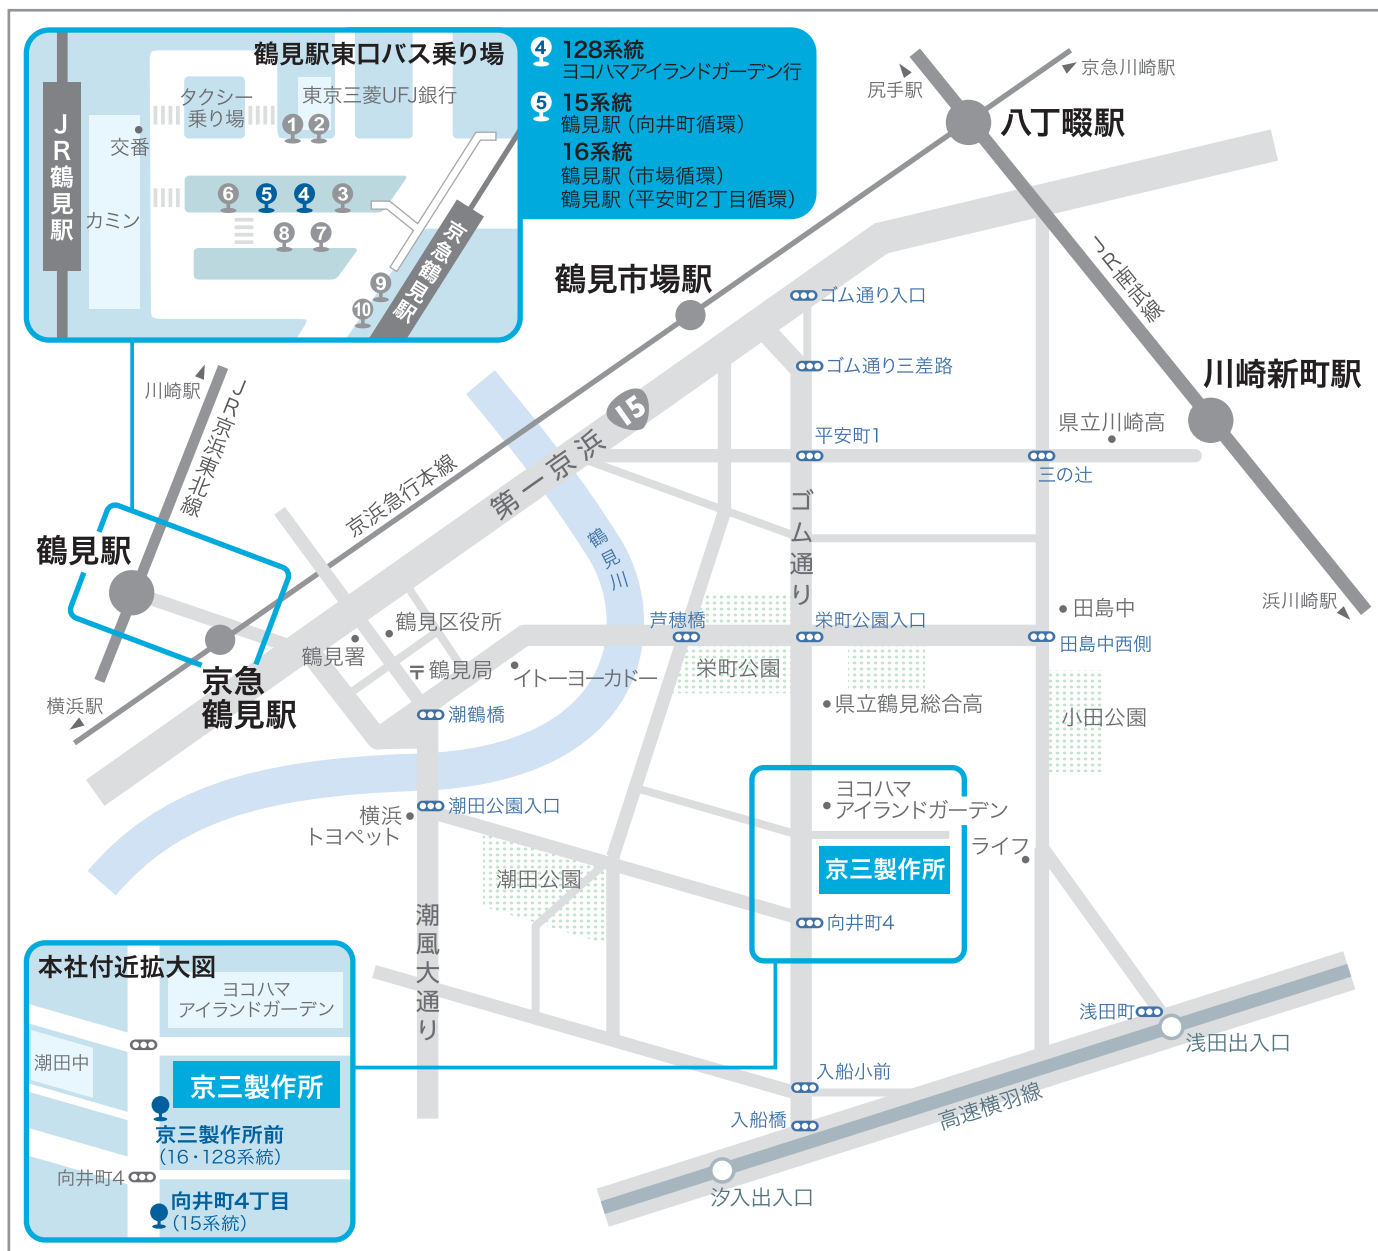 鶴見駅東口バス乗り場
JR鶴見駅
タクシー
乗り場
東京三菱UFJ銀行
交番
カミン
1
2
6
5
4
3
8
7
9
10
京急鶴見駅
4
128系統
ヨコハマアイランドガーデン行
5
15系統
鶴見駅（向井町循環）
16系統
鶴見駅（市場循環）
鶴見駅（平安町2丁目循環）
尻手駅
京急川崎駅
八丁畷駅
JR南武線
鶴見市場駅
ゴム通り入口
ゴム通り三差路
川崎新町駅
川崎駅
JR京浜東北線
15
第一京浜
京浜急行本線
平安町1
県立川崎高
三の辻
ゴム通り
鶴見川
鶴見駅
浜川崎駅
田島中
田島中西側
芦穂橋
栄町公園入口
栄町公園
鶴見区役所
鶴見署
〒鶴見局
イトーヨーカドー
京急
鶴見駅
横浜駅
潮鶴橋
県立鶴見総合高
小田公園
潮田公園入口
横浜
トヨペット
ヨコハマ
アイランドガーデン
ライフ
京三製作所
潮田公園
向井町4
潮風大通り
本社付近拡大図
ヨコハマ
アイランドガーデン
潮田中
京三製作所
京三製作所前
（16・128系統）
向井町4
向井町4丁目
（15系統）
浅田町
浅田出入口
入船小前
高速横羽線
入船橋
汐入出入口